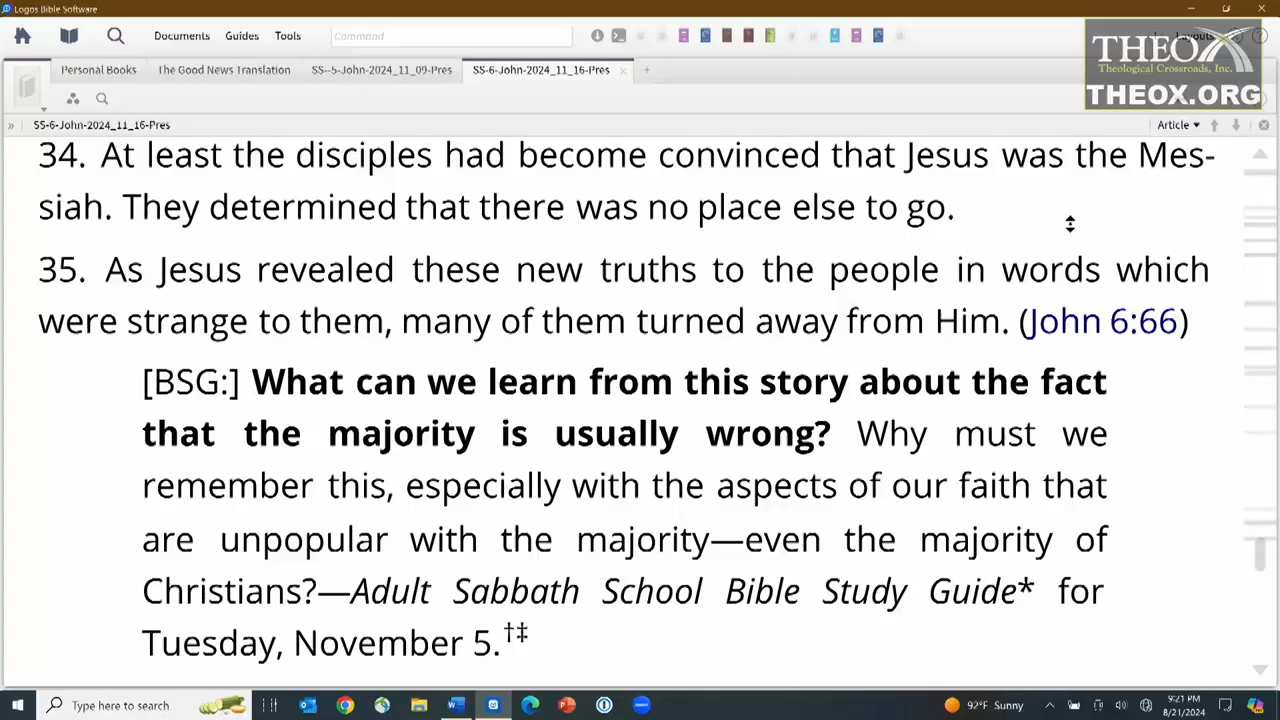 Logos Bible Software
Documents Guides Tools Command
THEOX
Theological Crossroads, Inc.
THEOX.ORG
Personal Books The Good News Translation SS--5-John-2024_11_09-Pres SS-6-John-2024_11_16-Pres
SS-6-John-2024_11_16-Pres Article
34. At least the disciples had become convinced that Jesus was the Mes-
siah. They determined that there was no place else to go.
35. As Jesus revealed these new truths to the people in words which
were strange to them, many of them turned away from Him. (John 6:66)
[BSG:] What can we learn from this story about the fact
that the majority is usually wrong? Why must we
remember this, especially with the aspects of our faith that
are unpopular with the majority—even the majority of
Christians?—Adult Sabbath School Bible Study Guide* for
Tuesday, November 5.†‡
Type here to search 92°F Sunny 9:21 PM
8/21/2024